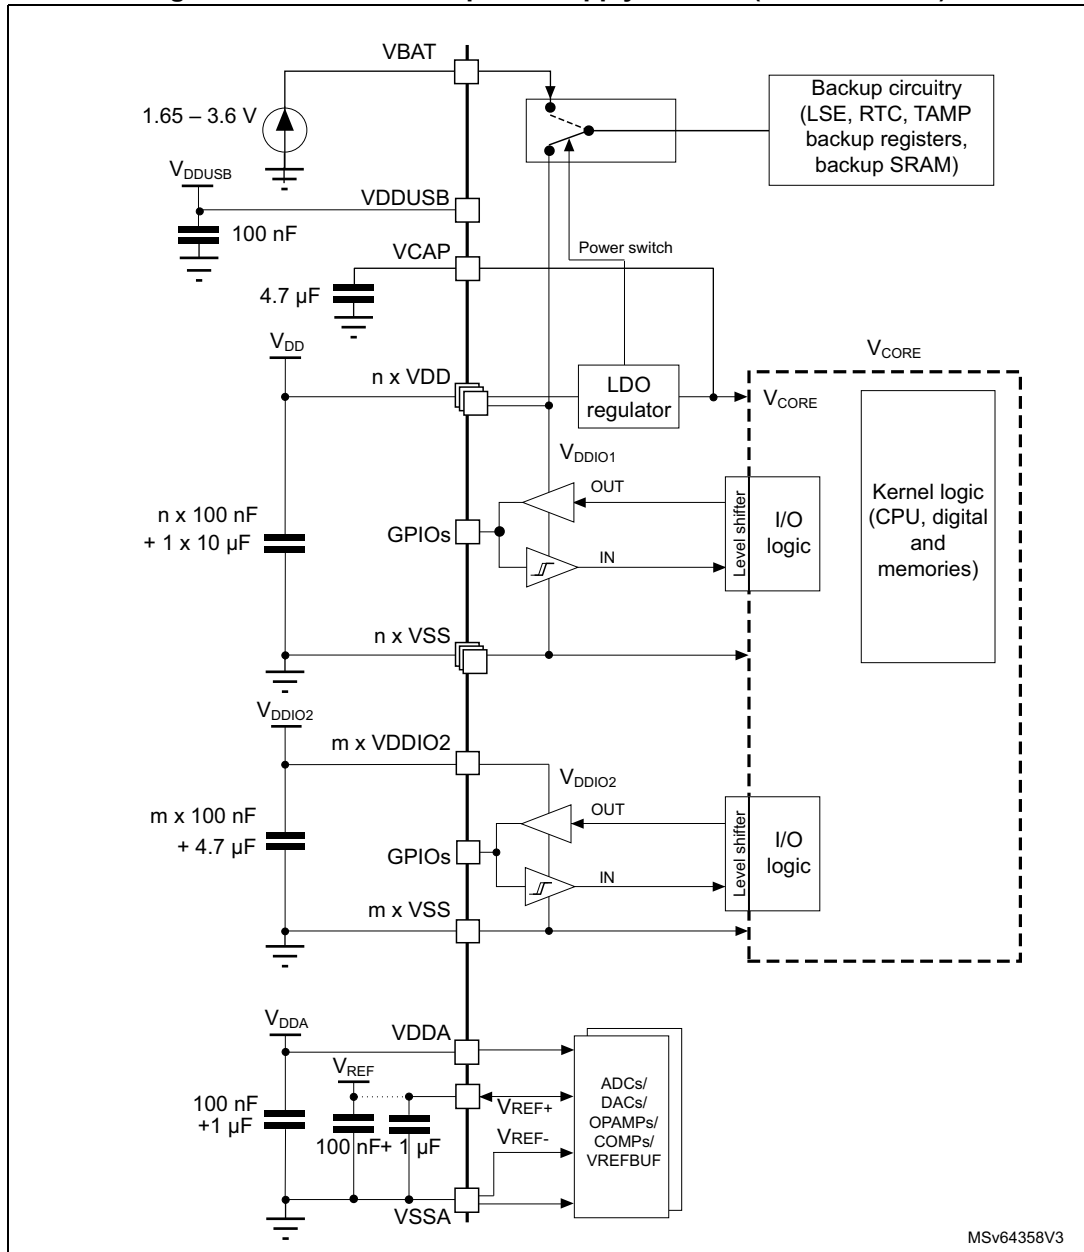 VBAT
Backup circuitry
(LSE, RTC, TAMP
backup registers,
backup SRAM)
1.65 – 3.6 V
VDDUSB
VDDUSB
100 nF
Power switch
VCAP
4.7 µF
VDD
n x VDD
LDO
regulator
VCORE
VCORE
VDDIO1
OUT
IN
GPIOs
Level shifter
I/O
logic
Kernel logic
(CPU, digital
and
memories)
n x 100 nF
+ 1 x 10 µF
n x VSS
VDDIO2
m x VDDIO2
VDDIO2
OUT
IN
GPIOs
Level shifter
I/O
logic
m x 100 nF
+ 4.7 µF
m x VSS
VDDA
VDDA
VREF
VREF+
VREF-
100 nF
+1 µF
100 nF+ 1 µF
ADCs/
DACs/
OPAMPs/
COMPs/
VREFBUF
VSSA
MSv64358V3